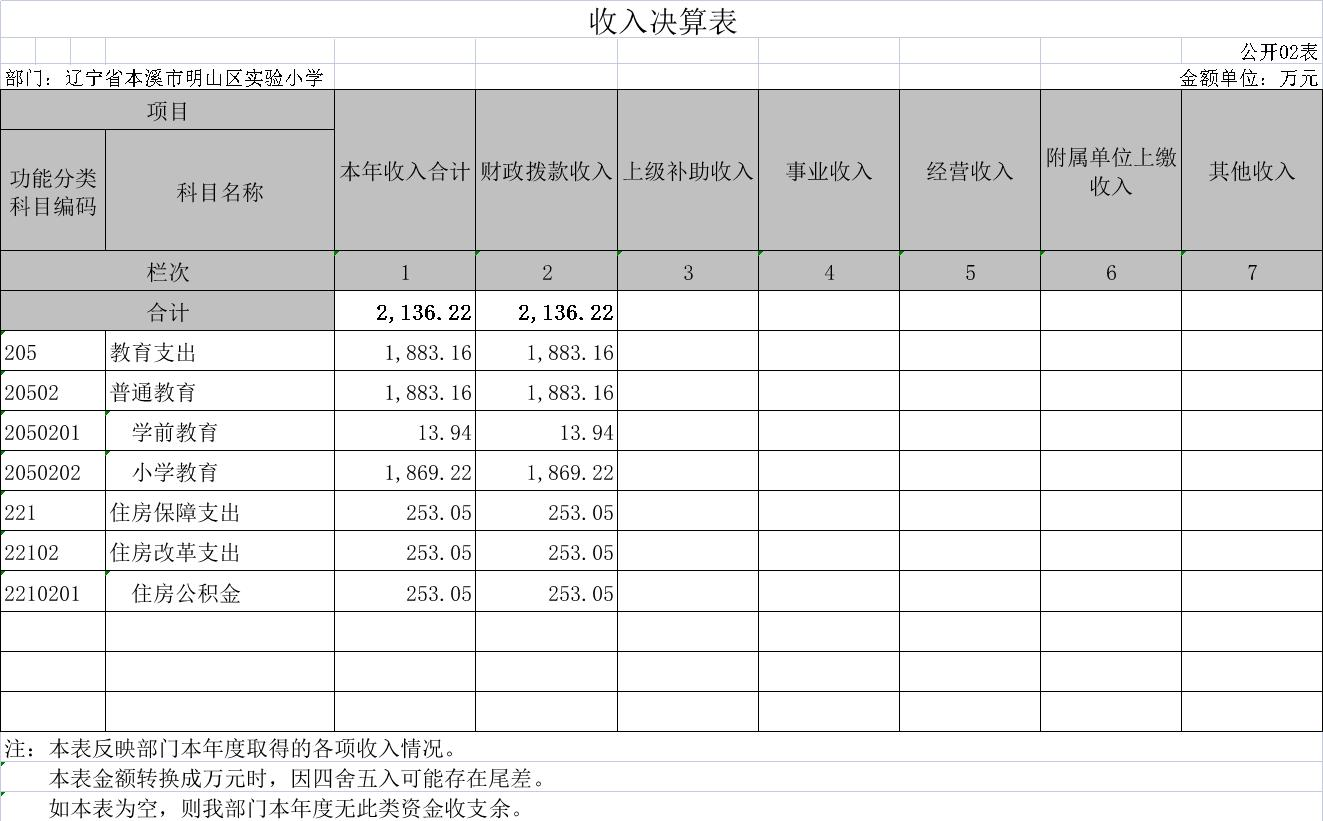 收入决算表
公开02表
部门：辽宁省本溪市明山区实验小学 金额单位：万元
项目
功能分类科目编码 科目名称 本年收入合计 财政拨款收入 上级补助收入 事业收入 经营收入 附属单位上缴收入 其他收入
栏次 1 2 3 4 5 6 7
合计 2,136.22 2,136.22
205 教育支出 1,883.16 1,883.16
20502 普通教育 1,883.16 1,883.16
2050201 学前教育 13.94 13.94
2050202 小学教育 1,869.22 1,869.22
221 住房保障支出 253.05 253.05
22102 住房改革支出 253.05 253.05
2210201 住房公积金 253.05 253.05
注：本表反映部门本年度取得的各项收入情况。
本表金额转换成万元时，因四舍五入可能存在尾差。
如本表为空，则我部门本年度无此类资金收支余。